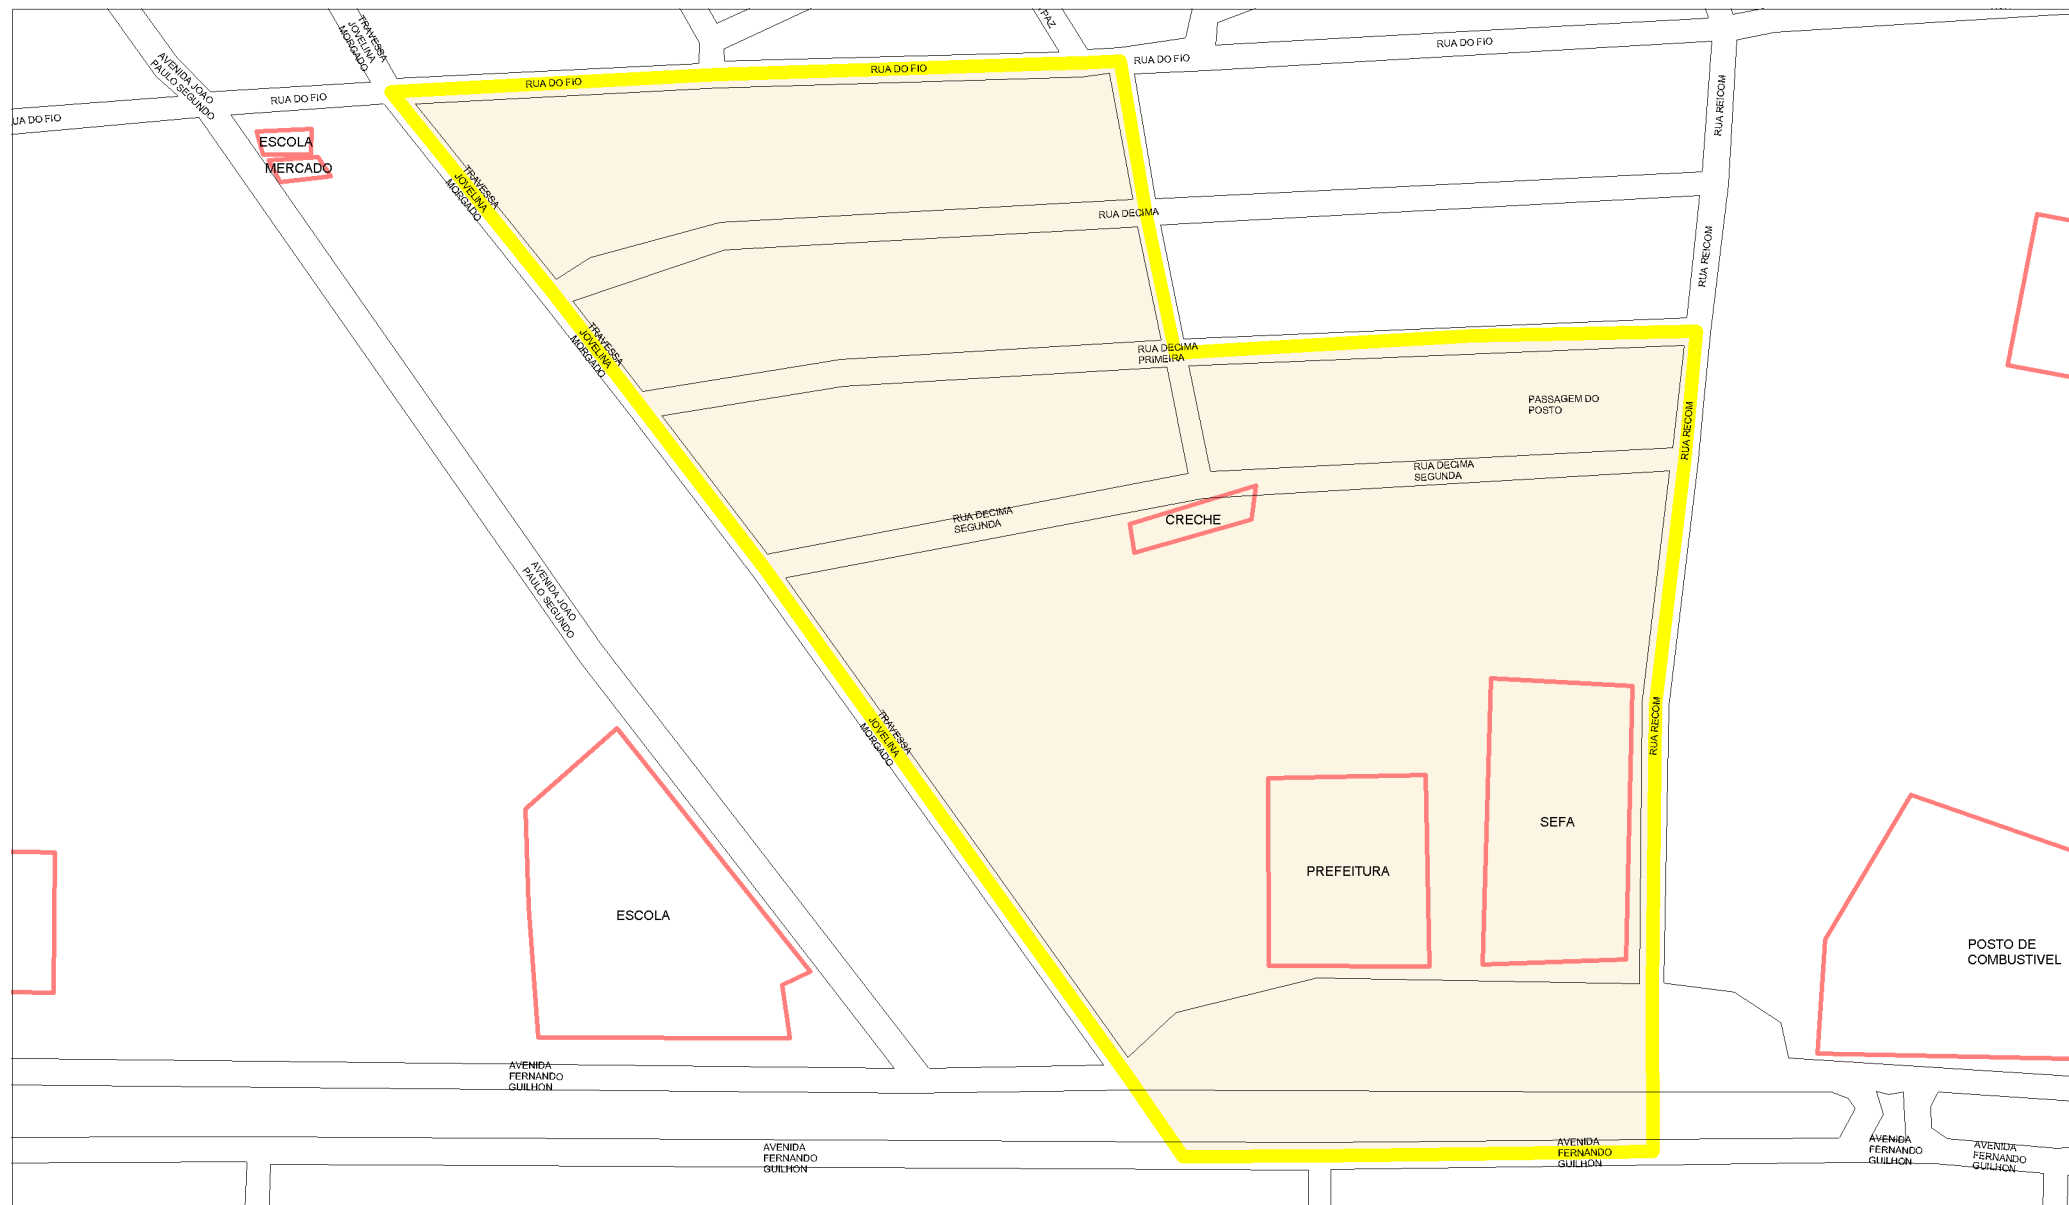 TRAVESSA
JOVELINA
MORGADO
AVENIDA JOAO
PAULO SEGUNDO
RUA DO FIO
RUA DO FIO
RUA DO FIO
RUA DO FIO
RUA DO FIO
UA DO FIO
RUA REICOM
ESCOLA
MERCADO
TRAVESSA
JOVELINA
MORGADO
RUA DECIMA
RUA REICOM
TRAVESSA
JOVELINA
MORGADO
RUA DECIMA
PRIMEIRA
PASSAGEM DO
POSTO
RUA RECOM
RUA DECIMA
SEGUNDA
RUA DECIMA
SEGUNDA
CRECHE
AVENIDA JOAO
PAULO SEGUNDO
TRAVESSA
JOVELINA
MORGADO
RUA RECOM
SEFA
PREFEITURA
ESCOLA
POSTO DE
COMBUSTIVEL
AVENIDA
FERNANDO
GUILHON
AVENIDA
FERNANDO
GUILHON
AVENIDA
FERNANDO
GUILHON
AVENIDA
FERNANDO
GUILHON
AVENIDA
FERNANDO
GUILHON